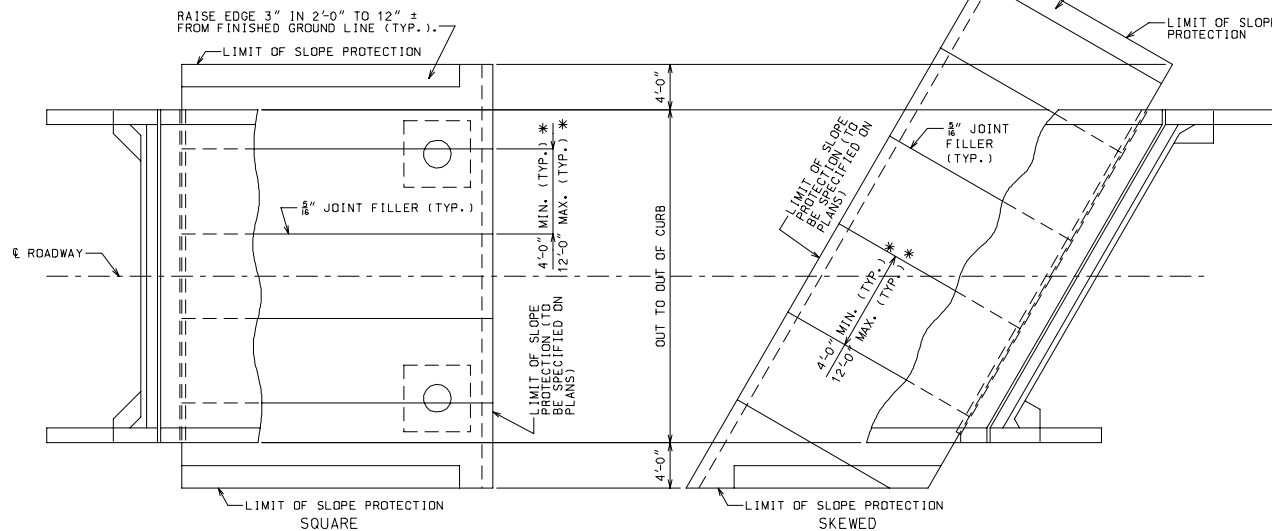 RAISE EDGE 3" IN 2'-0" TO 12" ±
FROM FINISHED GROUND LINE (TYP.).
LIMIT OF SLOPE PROTECTION
4'-0"
4'-0" MIN. (TYP.) *
12'-0" MAX. (TYP.) *
5/16" JOINT FILLER (TYP.)
℄ ROADWAY
OUT TO OUT OF CURB
LIMIT OF SLOPE
PROTECTION (TO
BE SPECIFIED ON
PLANS)
4'-0"
LIMIT OF SLOPE PROTECTION
SQUARE
LIMIT OF SLOPE
PROTECTION
5/16" JOINT
FILLER
(TYP.)
LIMIT OF SLOPE
PROTECTION (TO
BE SPECIFIED ON
PLANS)
4'-0" MIN. (TYP.) *
12'-0" MAX. (TYP.) *
LIMIT OF SLOPE PROTECTION
SKEWED